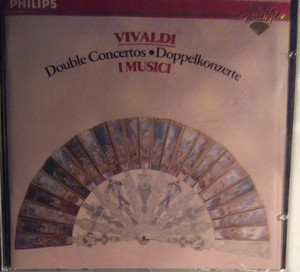 PHILIPS
VIVALDI
Double Concertos • Doppelkonzerte
I MUSICI